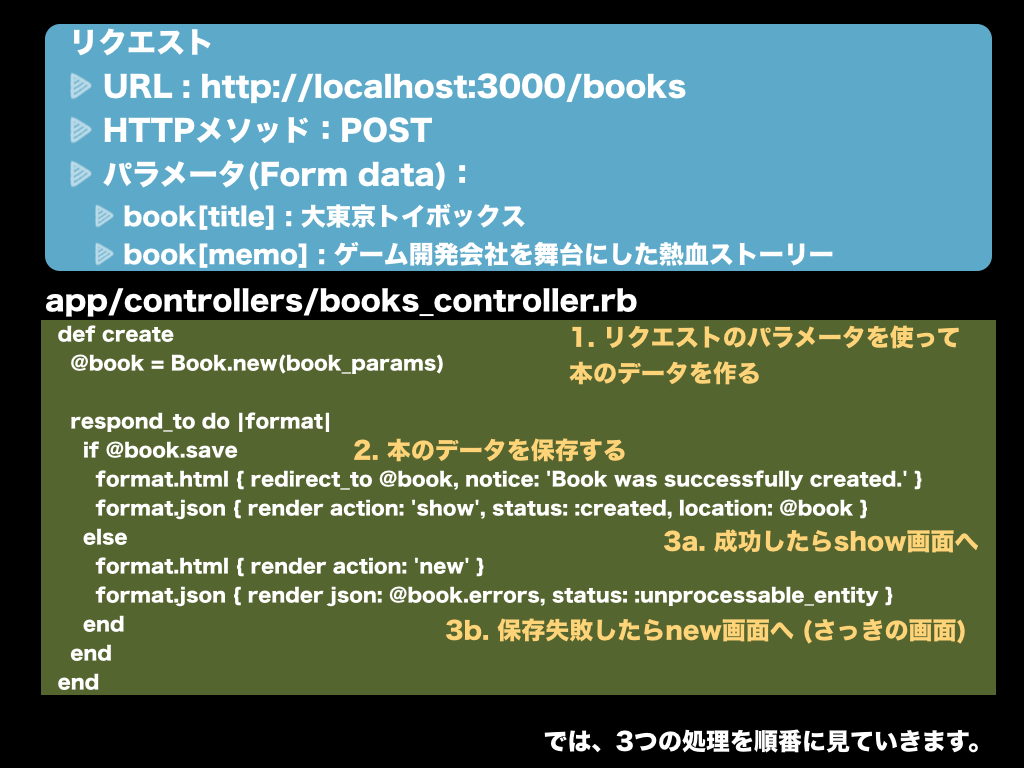 リクエスト
URL : http://localhost:3000/books
HTTPメソッド：POST
パラメータ(Form data)：
book[title] : 大東京トイボックス
book[memo] : ゲーム開発会社を舞台にした熱血ストーリー
app/controllers/books_controller.rb
def create
1. リクエストのパラメータを使って
@book = Book.new(book_params)
本のデータを作る
respond_to do |format|
if @book.save
2. 本のデータを保存する
format.html { redirect_to @book, notice: 'Book was successfully created.' }
format.json { render action: 'show', status: :created, location: @book }
else
3a. 成功したらshow画面へ
format.html { render action: 'new' }
format.json { render json: @book.errors, status: :unprocessable_entity }
end
3b. 保存失敗したらnew画面へ (さっきの画面)
end
end
では、3つの処理を順番に見ていきます。